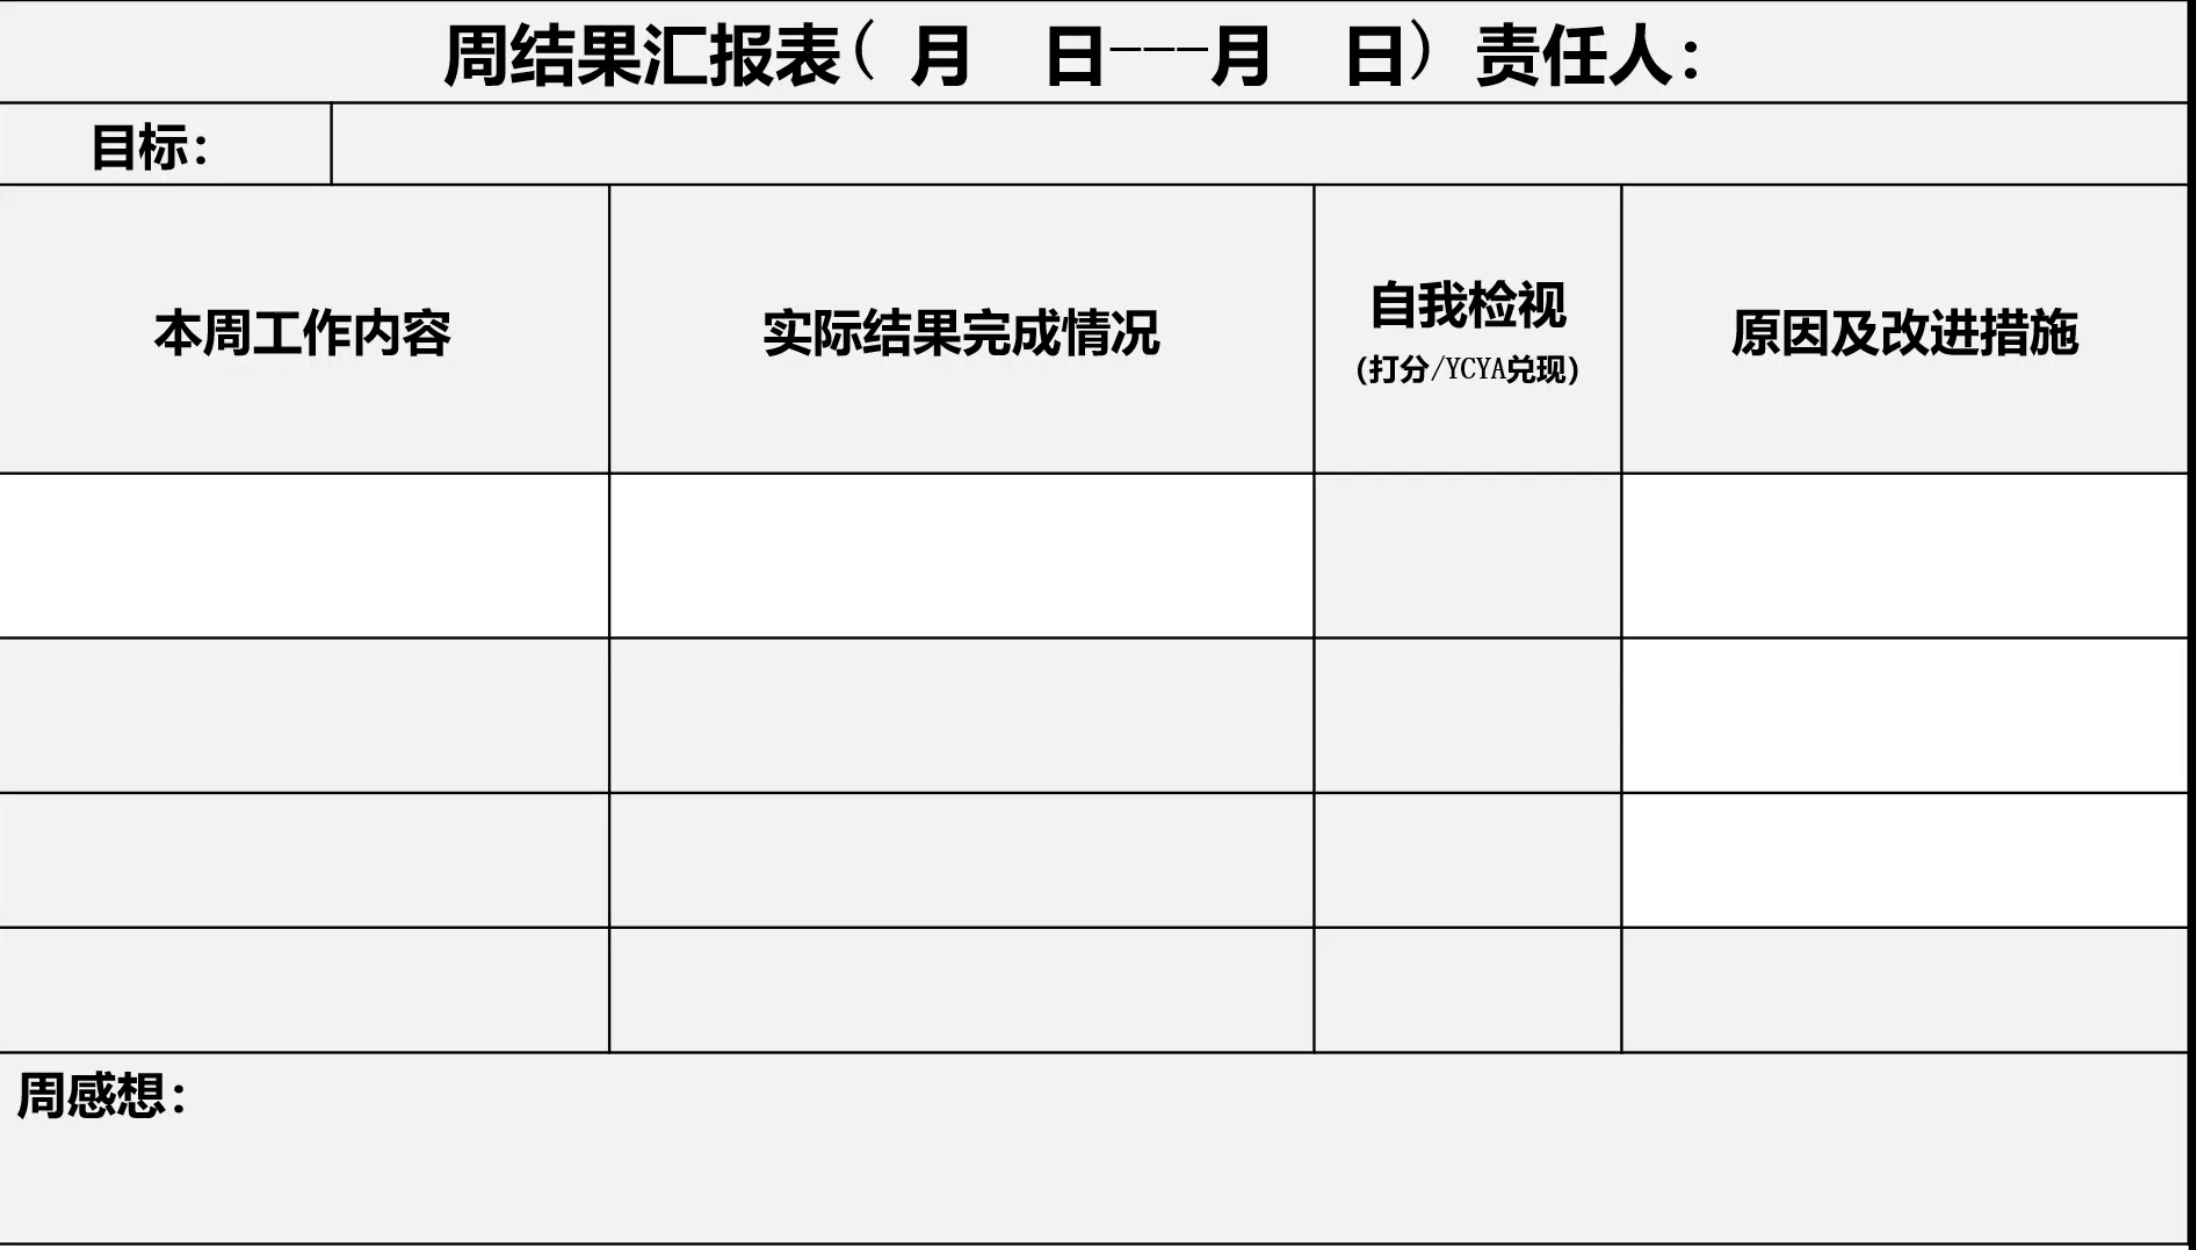 周结果汇报表（ 月 日---月 日）责任人：
目标：
本周工作内容
实际结果完成情况
自我检视
(打分/YCYA兑现)
原因及改进措施
周感想：